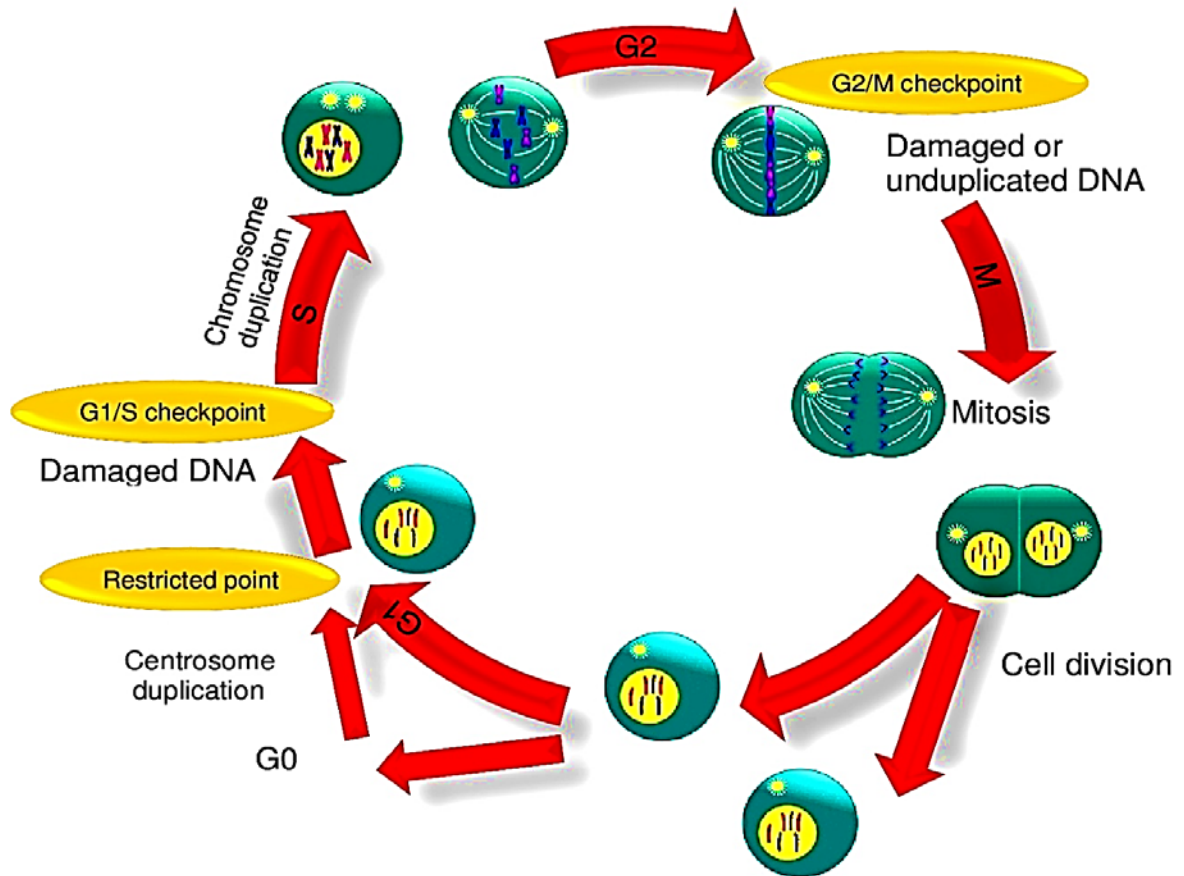 G2
G2/M checkpoint
Damaged or
unduplicated DNA
M
Mitosis
Cell division
G1
G0
Centrosome
duplication
Restricted point
Damaged DNA
G1/S checkpoint
S
Chromosome
duplication